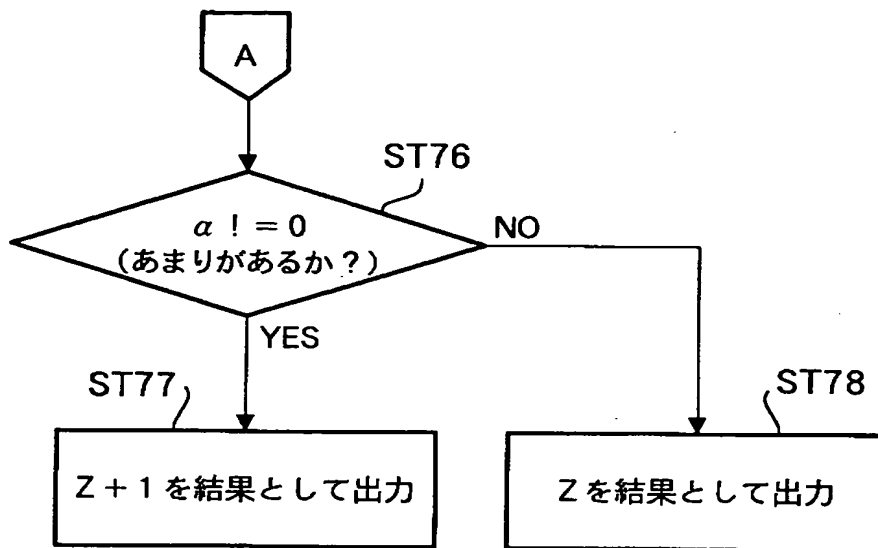 A
ST76
α!=0
(あまりがあるか?)
NO
YES
ST77
ST78
Z+1を結果として出力
Zを結果として出力